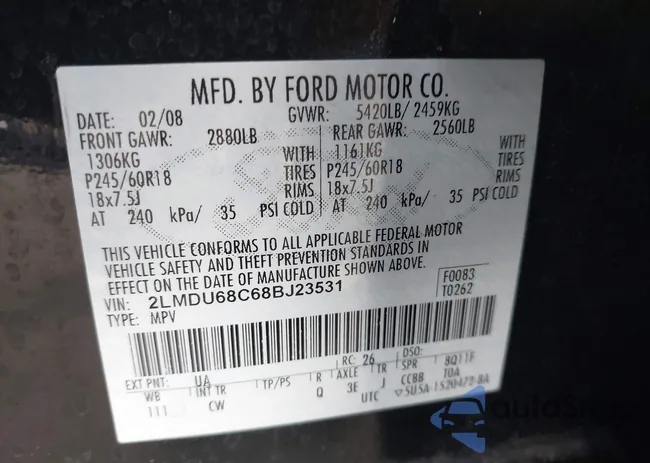 MFD. BY FORD MOTOR CO.
DATE: 02/08 GVWR: 5420LB/ 2459KG
FRONT GAWR: 2880LB REAR GAWR: 2560LB
1306KG WITH 1161KG WITH
P245/60R18 TIRES P245/60R18 TIRES
18x7.5J RIMS 18x7.5J RIMS
AT 240 kPa/ 35 PSI COLD AT 240 kPa/ 35 PSI COLD
THIS VEHICLE CONFORMS TO ALL APPLICABLE FEDERAL MOTOR
VEHICLE SAFETY AND THEFT PREVENTION STANDARDS IN
EFFECT ON THE DATE OF MANUFACTURE SHOWN ABOVE.
VIN: 2LMDU68C68BJ23531 F0083
TYPE: MPV T0262
EXT PNT: UA RC: 26 DSO:
WB INT TR TP/PS R AXLE TR SPR
111 CW Q 3E J CCBB
UTC